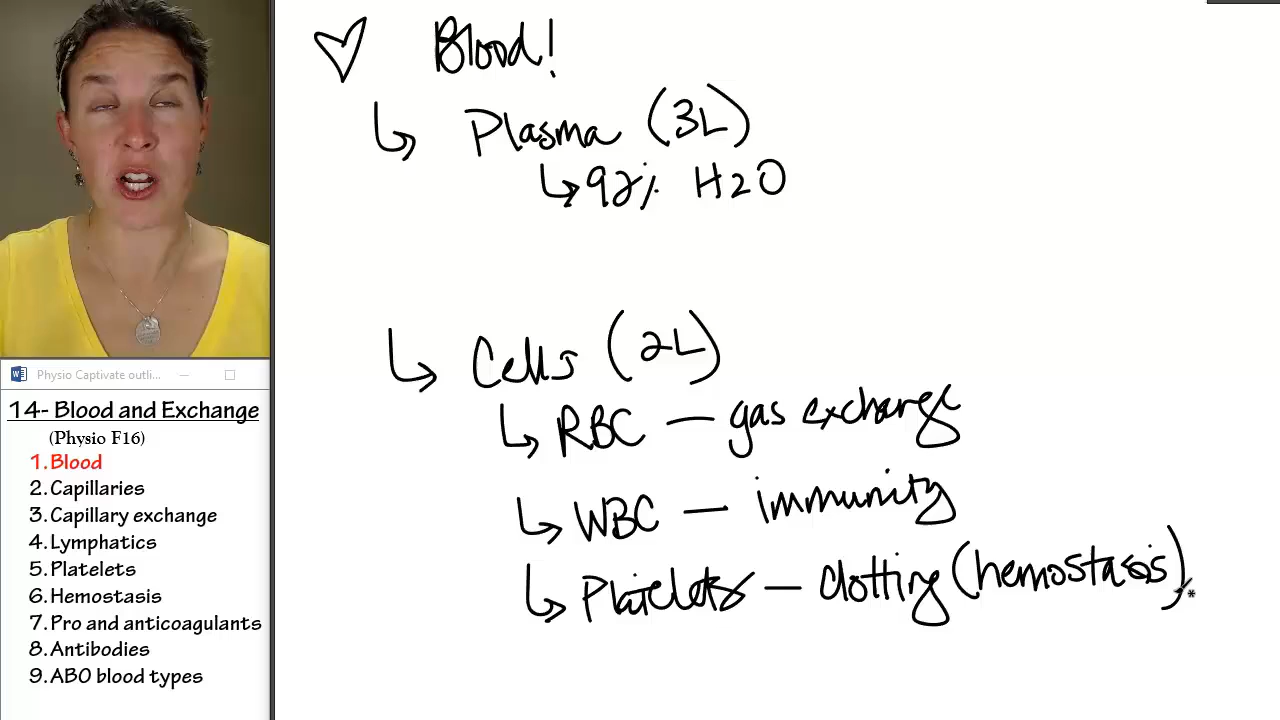 ♡ Blood!
↳ Plasma (3L)
↳ 92% H2O
↳ Cells (2L)
↳ RBC — gas exchange
↳ WBC — immunity
↳ Platelets — clotting (hemostasis)
Physio Captivate outli...
14- Blood and Exchange
(Physio F16)
1. Blood
2. Capillaries
3. Capillary exchange
4. Lymphatics
5. Platelets
6. Hemostasis
7. Pro and anticoagulants
8. Antibodies
9. ABO blood types